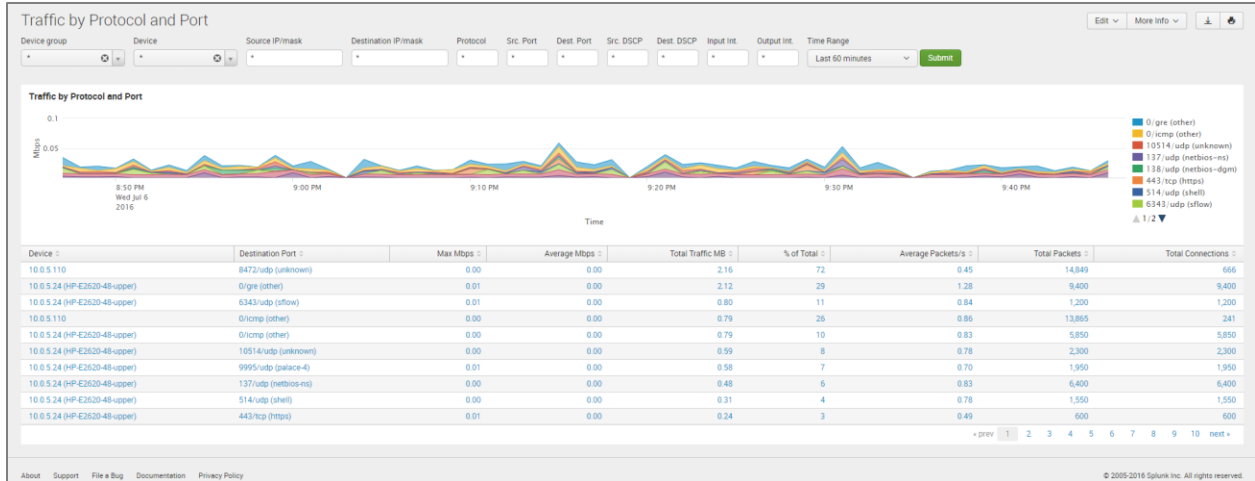 Traffic by Protocol and Port
Edit More Info
Device group Device Source IP/mask Destination IP/mask Protocol Src. Port Dest. Port Src. DSCP Dest. DSCP Input Int. Output Int. Time Range
* * * * * * * * * * * Last 60 minutes Submit
Traffic by Protocol and Port
0.1
0.05
Mbps
8:50 PM 9:00 PM 9:10 PM 9:20 PM 9:30 PM 9:40 PM
Wed Jul 6
2016
Time
0/gre (other)
0/icmp (other)
10514/udp (unknown)
137/udp (netbios-ns)
138/udp (netbios-dgm)
443/tcp (https)
514/udp (shell)
6343/udp (sflow)
1/2
Device Destination Port Max Mbps Average Mbps Total Traffic MB % of Total Average Packets/s Total Packets Total Connections
10.0.5.110 8472/udp (unknown) 0.00 0.00 2.16 72 0.45 14,849 666
10.0.5.24 (HP-E2620-48-upper) 0/gre (other) 0.01 0.00 2.12 29 1.28 9,400 9,400
10.0.5.24 (HP-E2620-48-upper) 6343/udp (sflow) 0.01 0.00 0.80 11 0.84 1,200 1,200
10.0.5.110 0/icmp (other) 0.00 0.00 0.79 26 0.86 13,865 241
10.0.5.24 (HP-E2620-48-upper) 0/icmp (other) 0.00 0.00 0.79 10 0.83 5,850 5,850
10.0.5.24 (HP-E2620-48-upper) 10514/udp (unknown) 0.00 0.00 0.59 8 0.78 2,300 2,300
10.0.5.24 (HP-E2620-48-upper) 9995/udp (palace-4) 0.01 0.00 0.58 7 0.70 1,950 1,950
10.0.5.24 (HP-E2620-48-upper) 137/udp (netbios-ns) 0.00 0.00 0.48 6 0.83 6,400 6,400
10.0.5.24 (HP-E2620-48-upper) 514/udp (shell) 0.00 0.00 0.31 4 0.78 1,550 1,550
10.0.5.24 (HP-E2620-48-upper) 443/tcp (https) 0.01 0.00 0.24 3 0.49 600 600
« prev 1 2 3 4 5 6 7 8 9 10 next »
About Support File a Bug Documentation Privacy Policy © 2005-2016 Splunk Inc. All rights reserved.